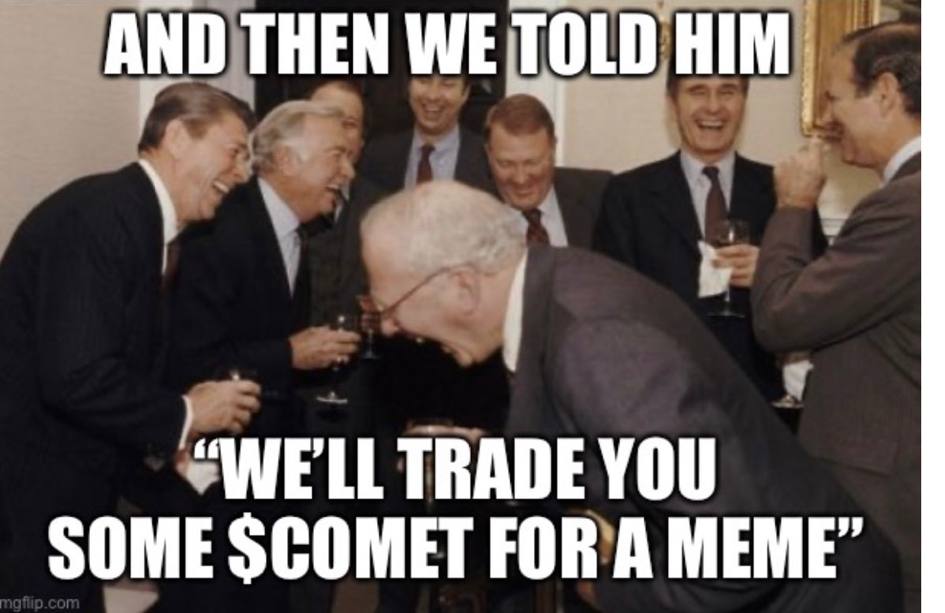 AND THEN WE TOLD HIM
“WE’LL TRADE YOU
SOME $COMET FOR A MEME”
mgflip.com